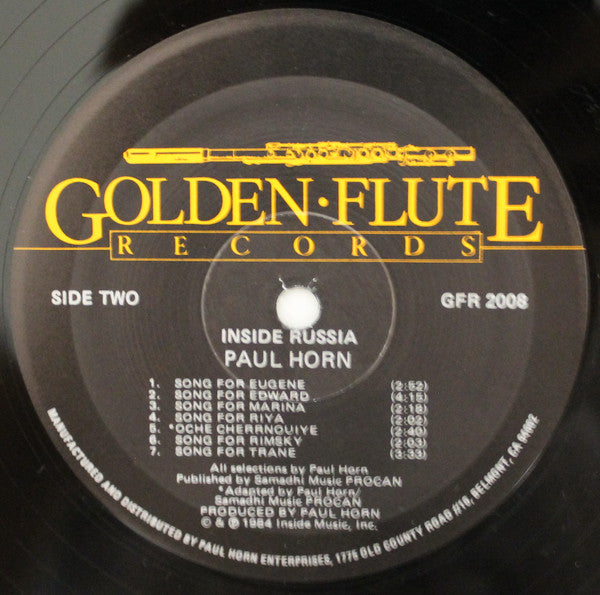 GOLDEN·FLUTE
RECORDS
SIDE TWO
GFR 2008
INSIDE RUSSIA
PAUL HORN
1. SONG FOR EUGENE (2:52)
2. SONG FOR EDWARD (4:15)
3. SONG FOR MARINA (2:18)
4. SONG FOR RIYA (2:02)
5. *OCHE CHERRNOUIYE (2:40)
6. SONG FOR RIMSKY (2:03)
7. SONG FOR TRANE (3:33)
All selections by Paul Horn
Published by Samadhi Music PROCAN
*Adapted by Paul Horn/
Samadhi Music PROCAN
PRODUCED BY PAUL HORN
© & ℗ 1984 Inside Music, Inc.
MANUFACTURED AND DISTRIBUTED BY PAUL HORN ENTERPRISES, 1775 OLD COUNTY ROAD #18, BELMONT, CA 94002